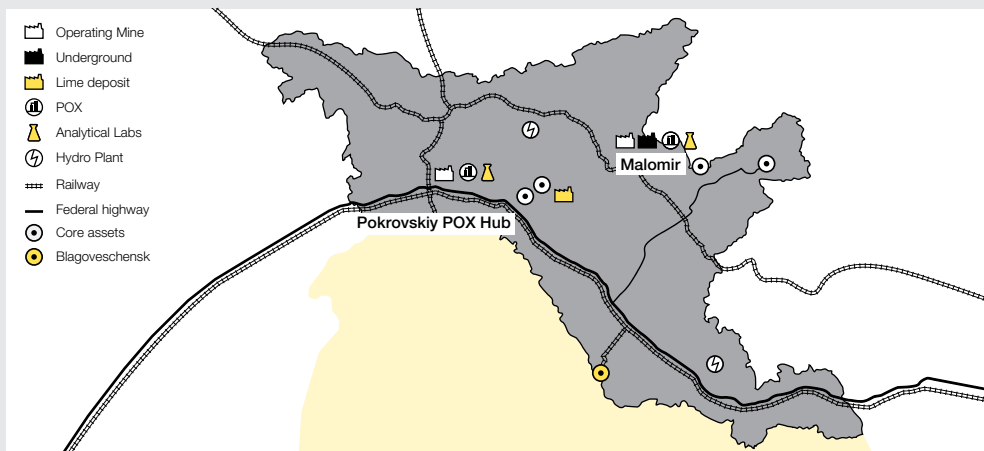 Operating Mine
Underground
Lime deposit
POX
Analytical Labs
Hydro Plant
Railway
Federal highway
Core assets
Blagoveschensk
Malomir
Pokrovskiy POX Hub